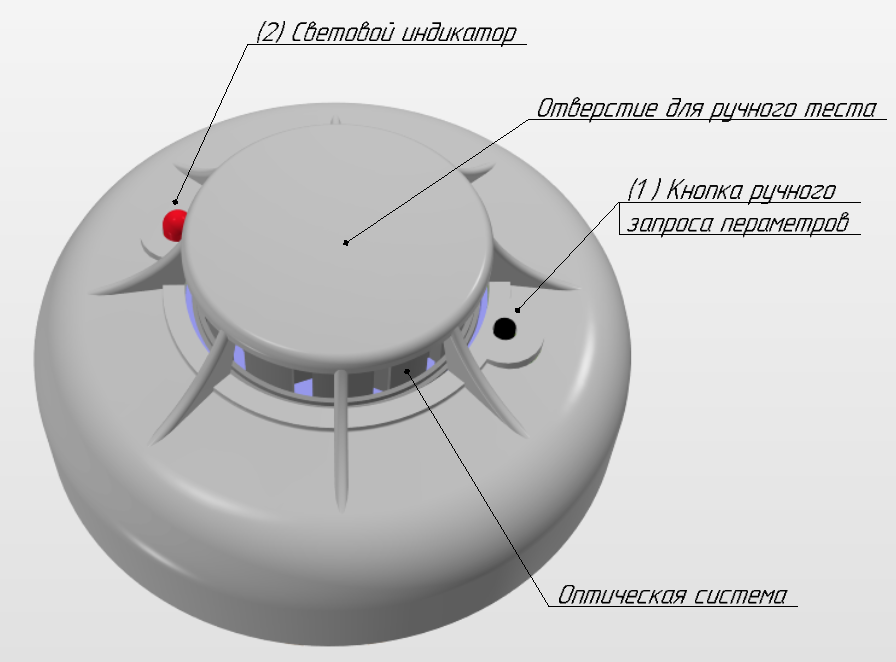 (2) Световой индикатор
Отверстие для ручного теста
(1) Кнопка ручного
запроса пераметров
Оптическая система